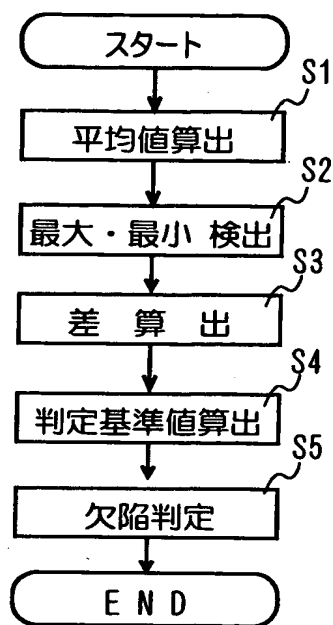 スタート
S1
平均値算出
S2
最大・最小 検出
S3
差 算 出
S4
判定基準値算出
S5
欠陥判定
E N D